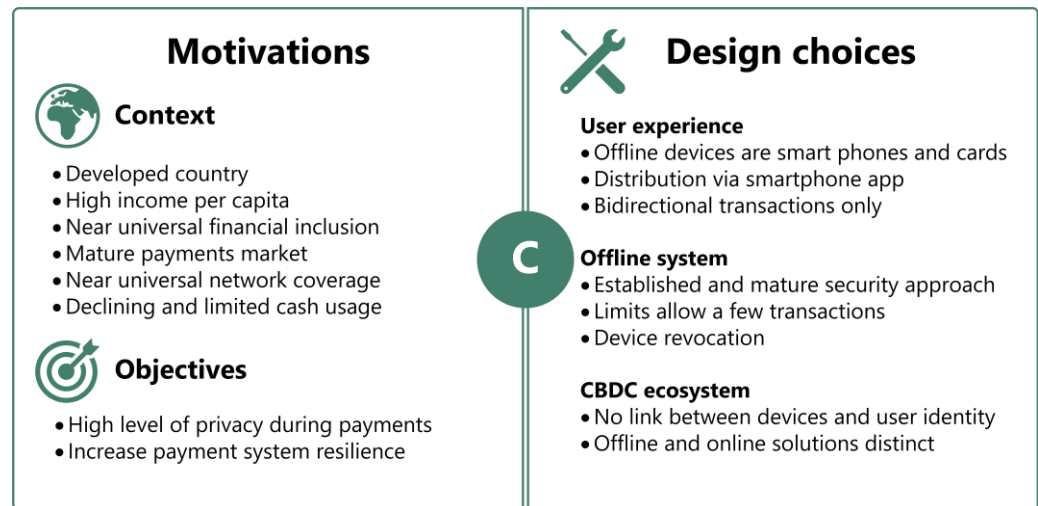 Motivations
Context
• Developed country
• High income per capita
• Near universal financial inclusion
• Mature payments market
• Near universal network coverage
• Declining and limited cash usage
Objectives
• High level of privacy during payments
• Increase payment system resilience
C
Design choices
User experience
• Offline devices are smart phones and cards
• Distribution via smartphone app
• Bidirectional transactions only
Offline system
• Established and mature security approach
• Limits allow a few transactions
• Device revocation
CBDC ecosystem
• No link between devices and user identity
• Offline and online solutions distinct